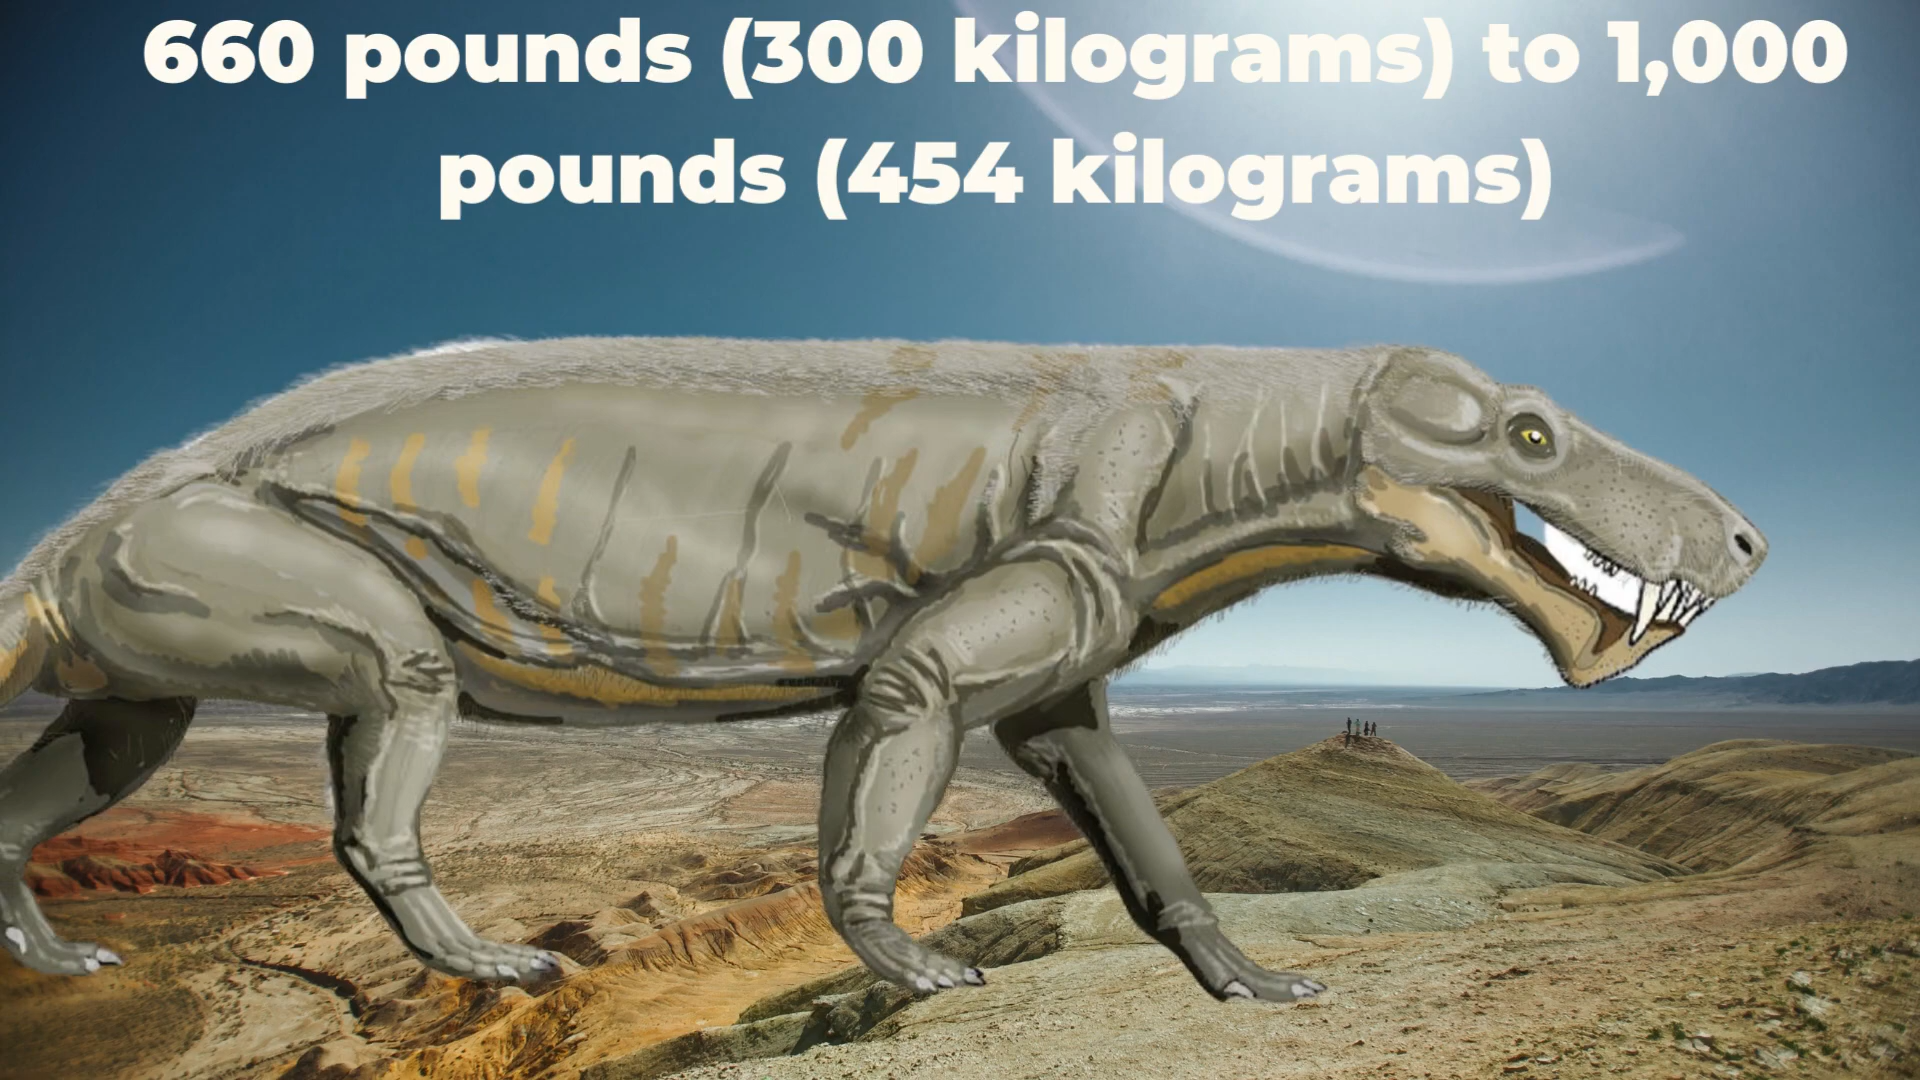 660 pounds (300 kilograms) to 1,000
pounds (454 kilograms)